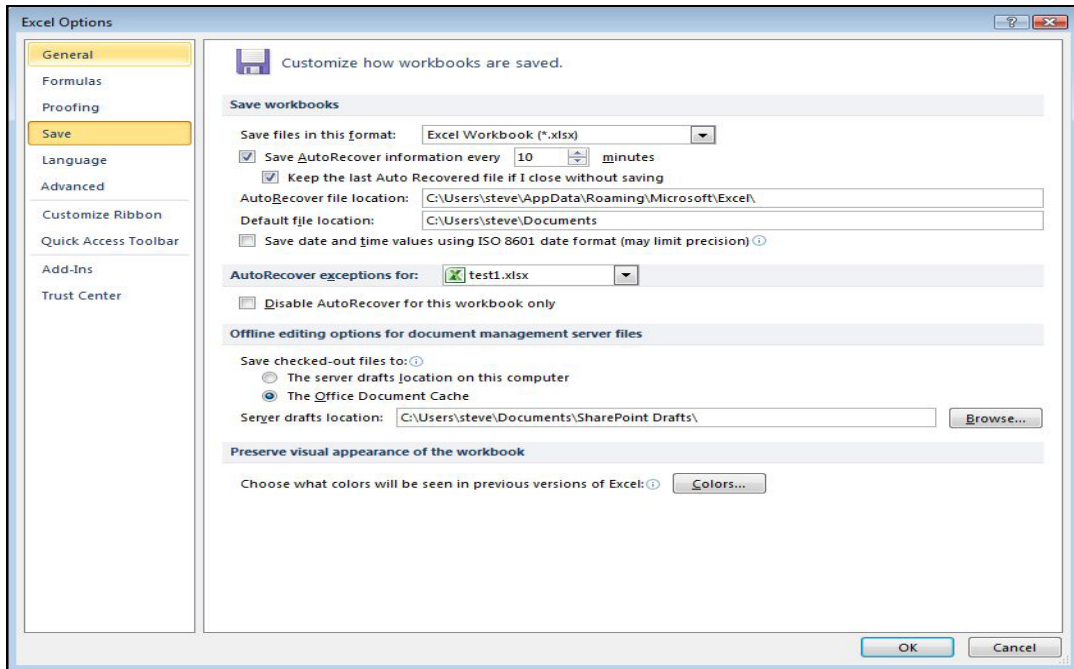 Excel Options
General
Formulas
Proofing
Save
Language
Advanced
Customize Ribbon
Quick Access Toolbar
Add-Ins
Trust Center
Customize how workbooks are saved.
Save workbooks
Save files in this format: Excel Workbook (*.xlsx)
Save AutoRecover information every 10 minutes
Keep the last Auto Recovered file if I close without saving
AutoRecover file location: C:\Users\steve\AppData\Roaming\Microsoft\Excel\
Default file location: C:\Users\steve\Documents
Save date and time values using ISO 8601 date format (may limit precision)
AutoRecover exceptions for: test1.xlsx
Disable AutoRecover for this workbook only
Offline editing options for document management server files
Save checked-out files to:
The server drafts location on this computer
The Office Document Cache
Server drafts location: C:\Users\steve\Documents\SharePoint Drafts\ Browse...
Preserve visual appearance of the workbook
Choose what colors will be seen in previous versions of Excel: Colors...
OK Cancel